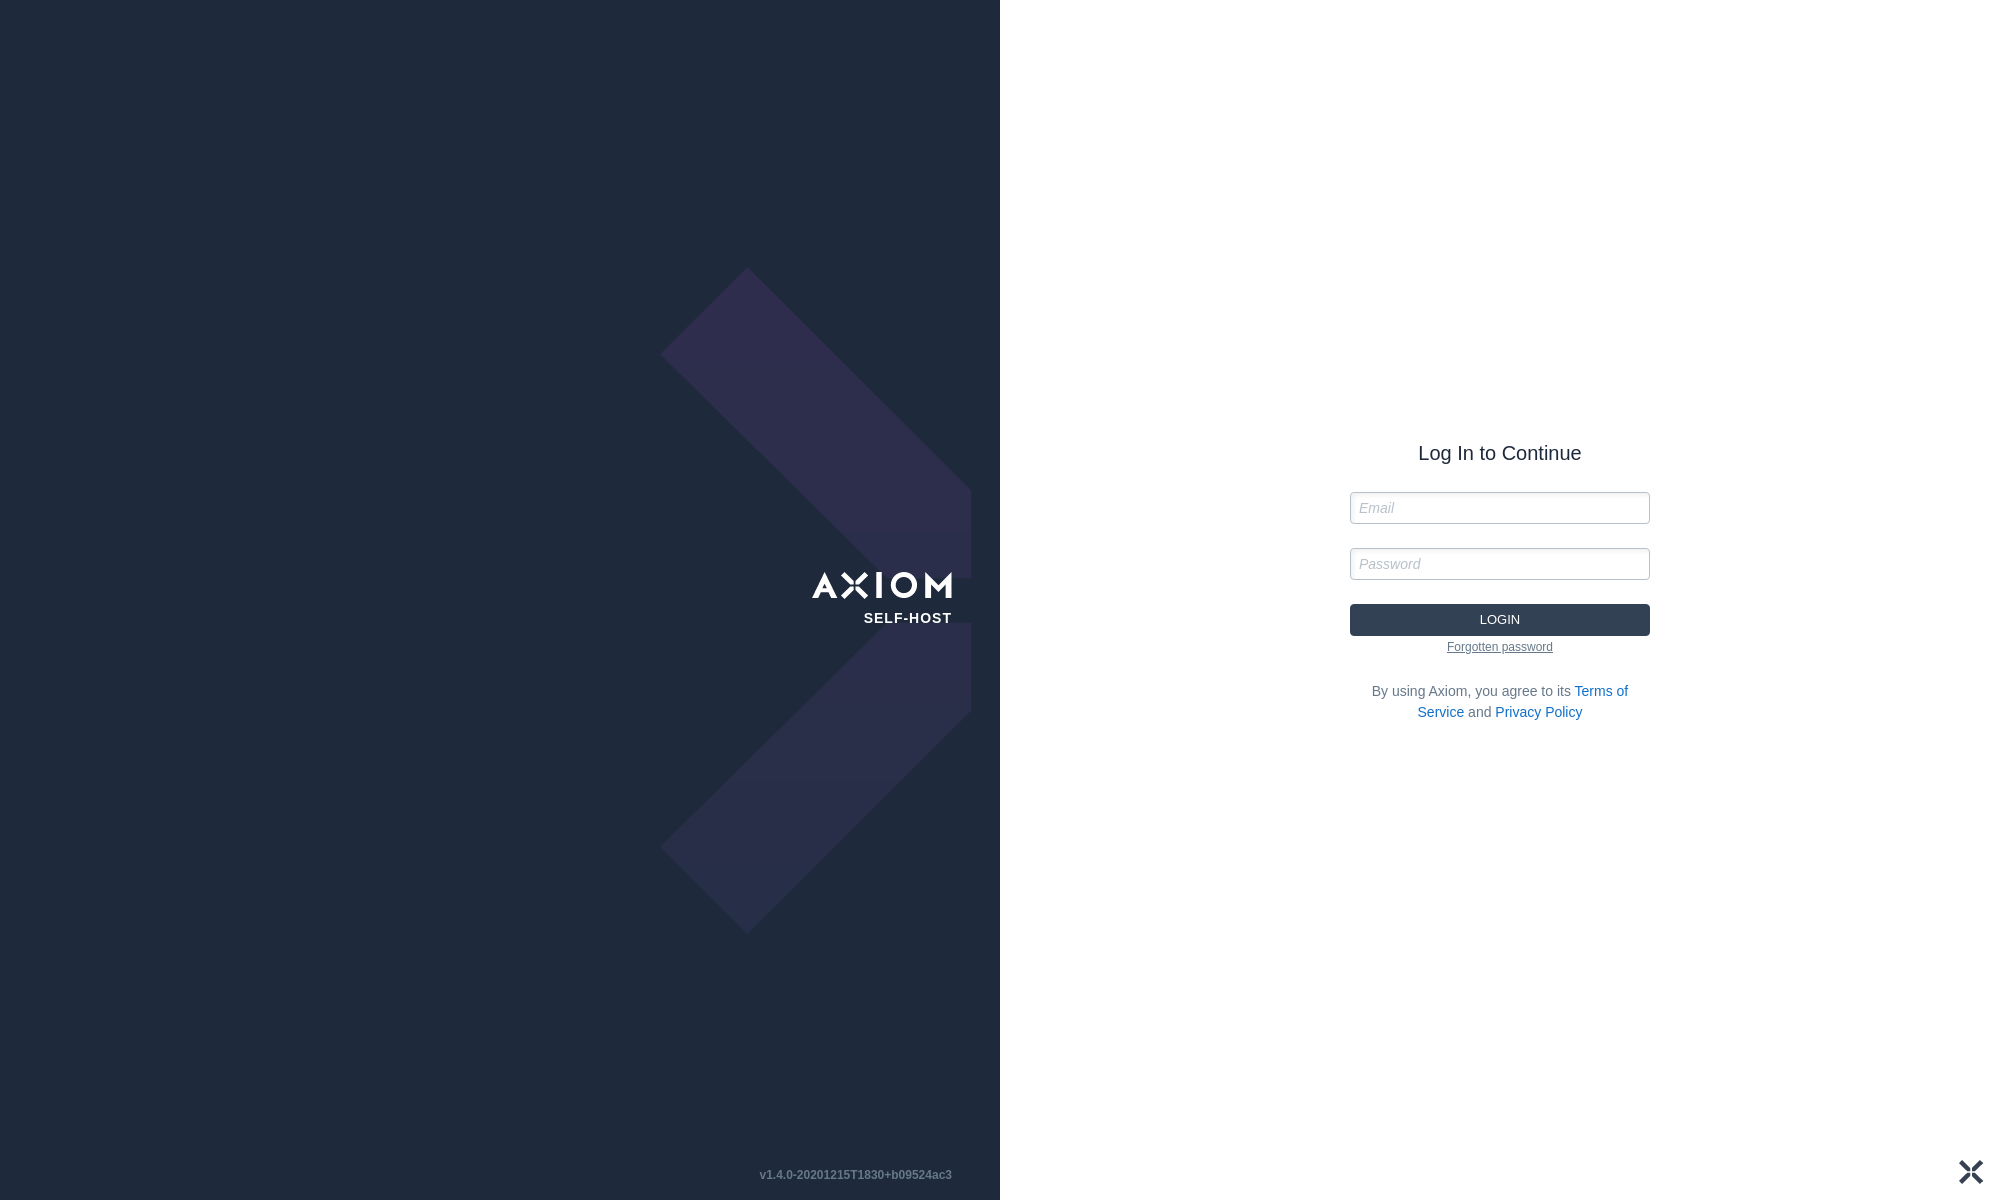 AXIOM
SELF-HOST
v1.4.0-20201215T1830+b09524ac3
Log In to Continue
Email
Password
LOGIN
Forgotten password
By using Axiom, you agree to its Terms of
Service and Privacy Policy